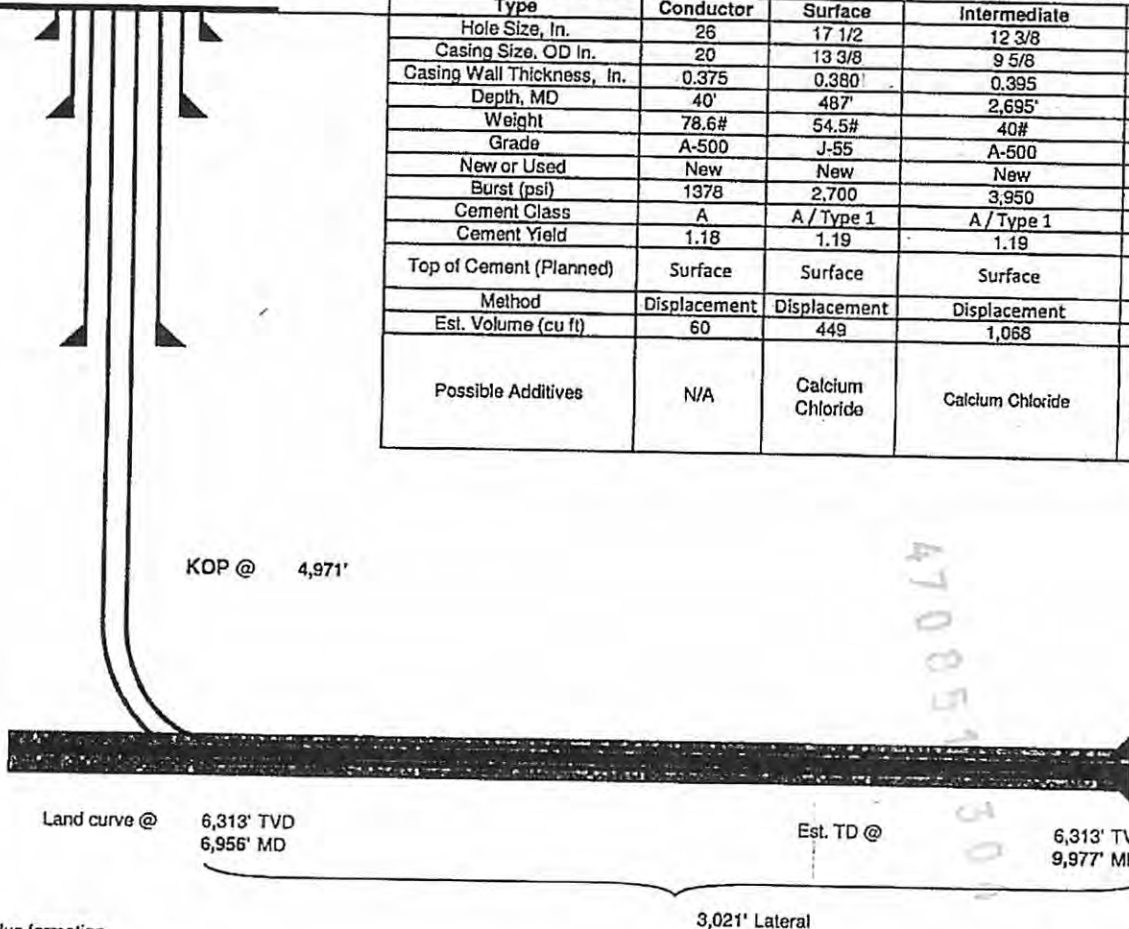 Type Conductor Surface Intermediate
Hole Size, In. 26 17 1/2 12 3/8
Casing Size, OD In. 20 13 3/8 9 5/8
Casing Wall Thickness, In. 0.375 0.380 0.395
Depth, MD 40' 487' 2,695'
Weight 78.6# 54.5# 40#
Grade A-500 J-55 A-500
New or Used New New New
Burst (psi) 1378 2,700 3,950
Cement Class A A / Type 1 A / Type 1
Cement Yield 1.18 1.19 1.19
Top of Cement (Planned) Surface Surface Surface
Method Displacement Displacement Displacement
Est. Volume (cu ft) 60 449 1,068
Possible Additives N/A Calcium Chloride Calcium Chloride
KOP @ 4,971'
Land curve @ 6,313' TVD Est. TD @ 6,313' TV
6,956' MD 9,977' M
3,021' Lateral
formation